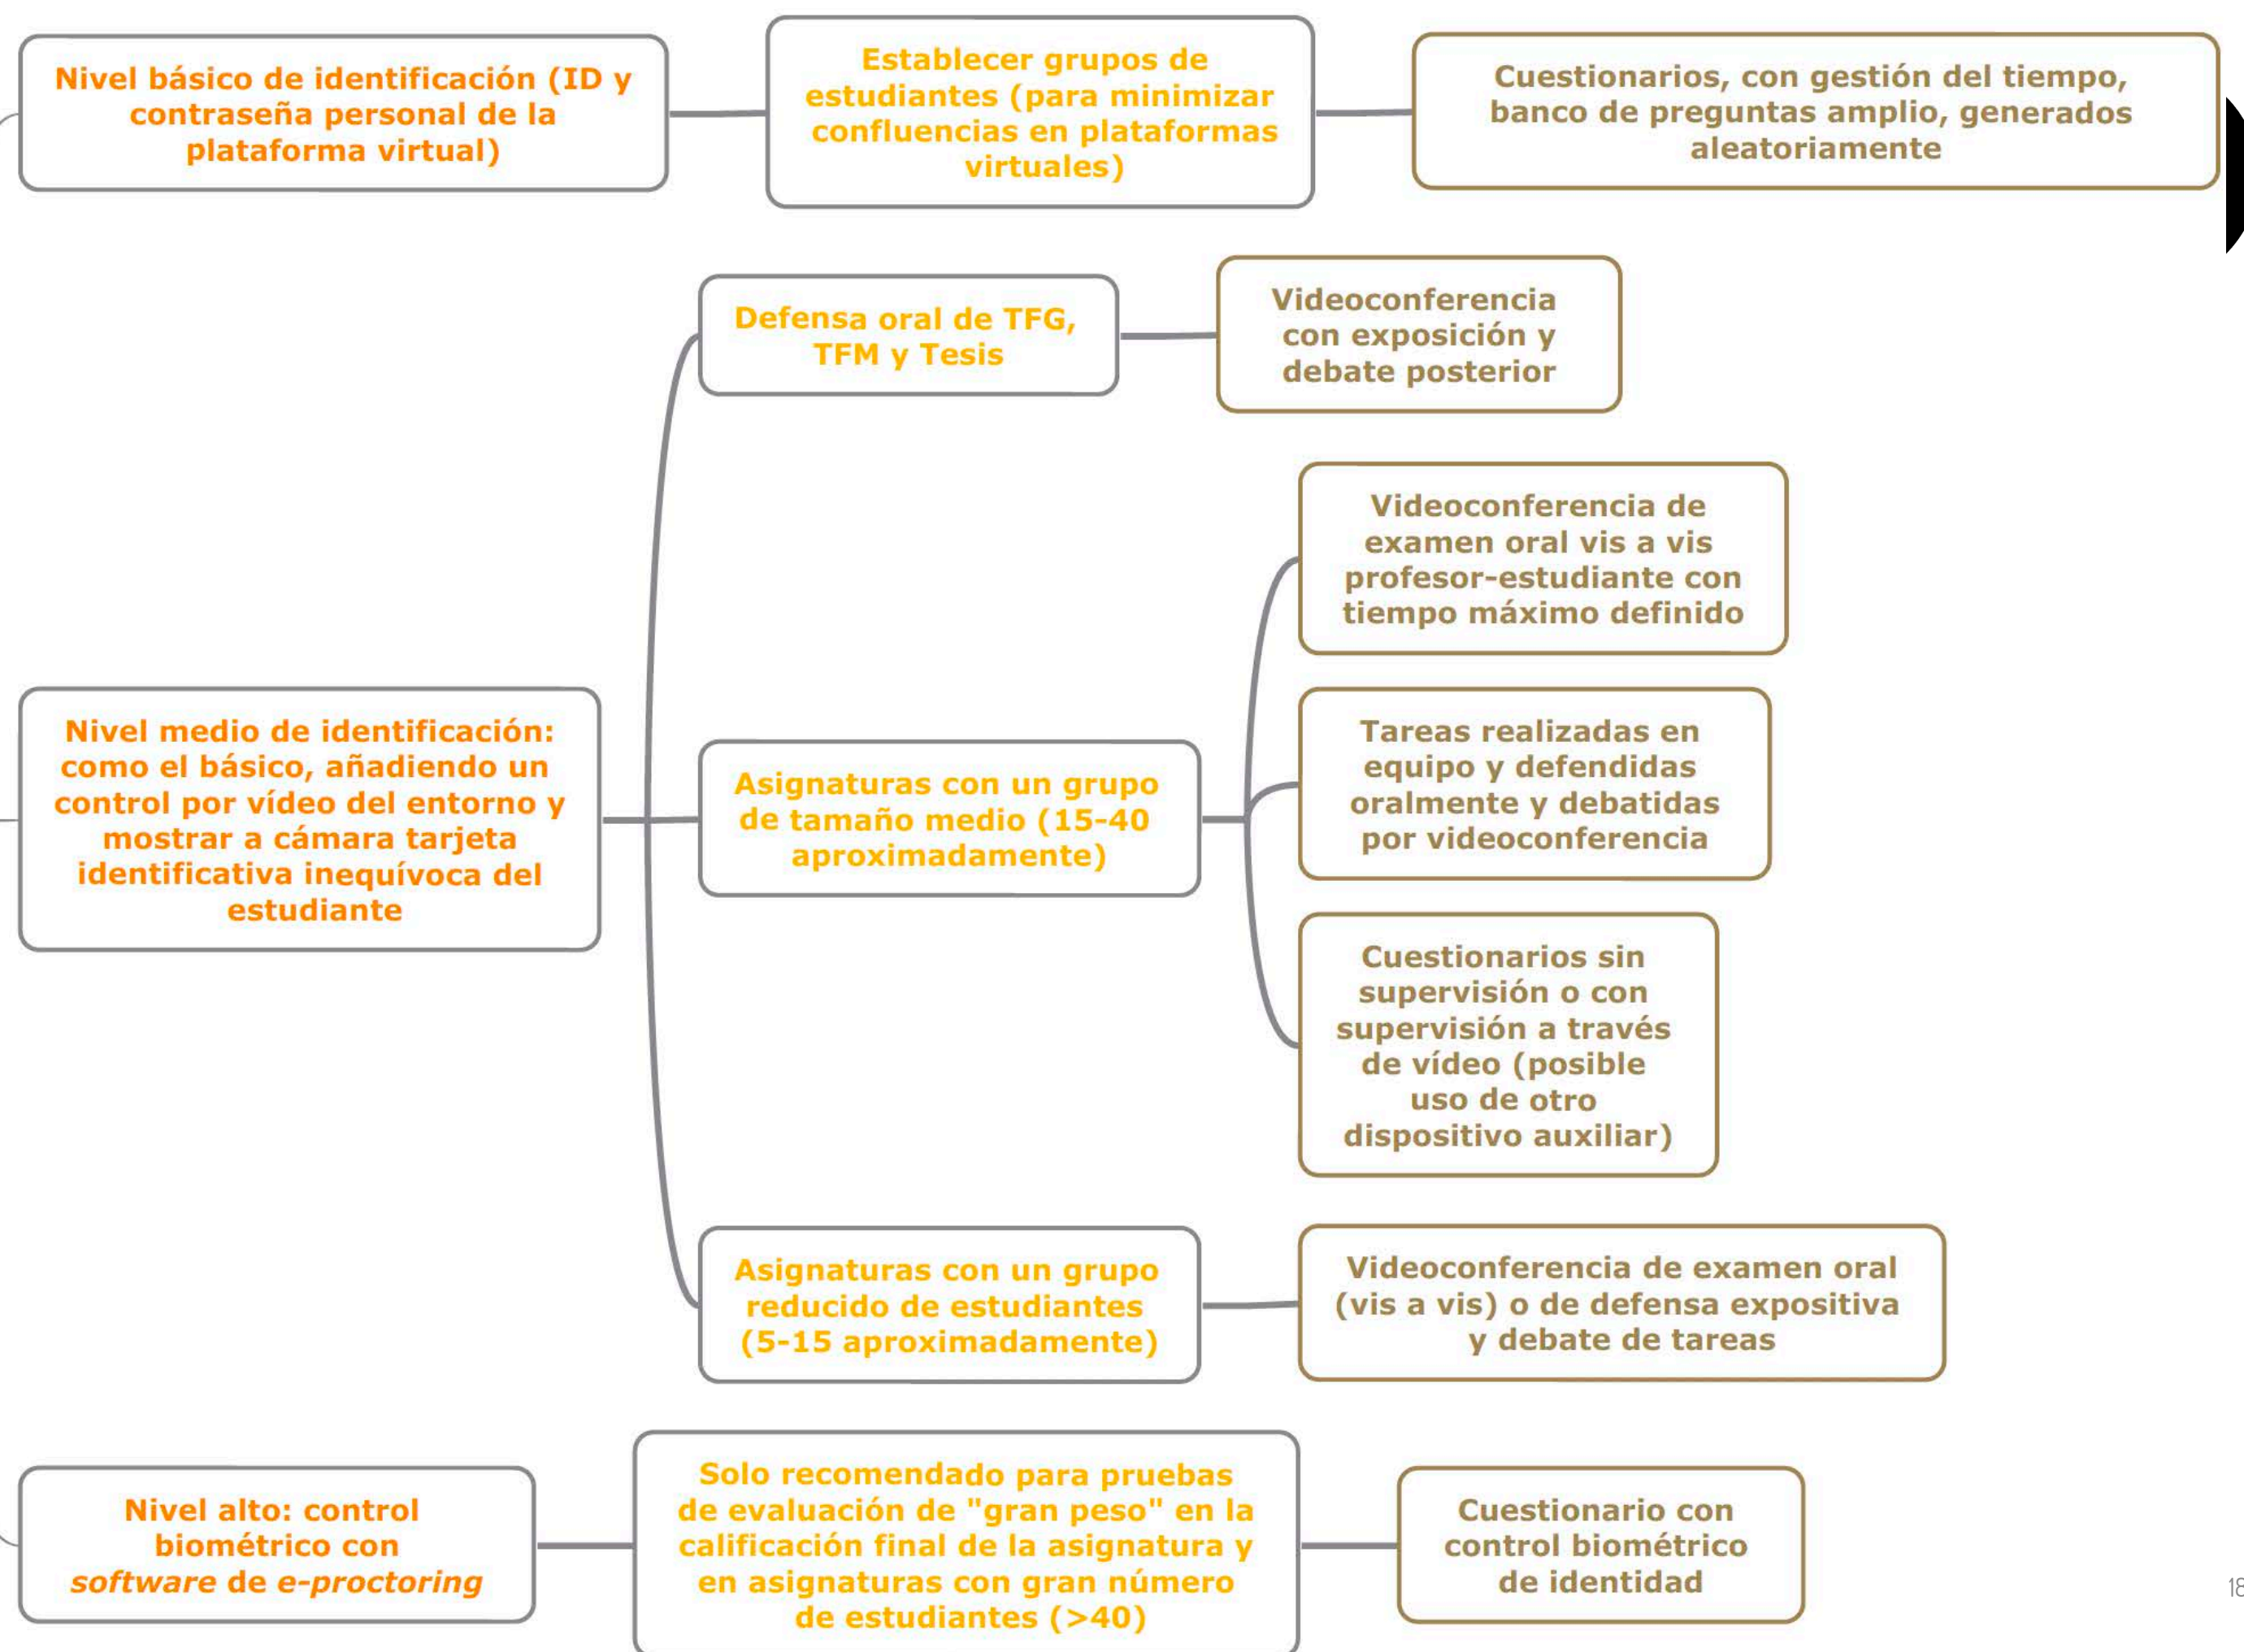 Nivel básico de identificación (ID y
contraseña personal de la
plataforma virtual)
Establecer grupos de
estudiantes (para minimizar
confluencias en plataformas
virtuales)
Cuestionarios, con gestión del tiempo,
banco de preguntas amplio, generados
aleatoriamente
Defensa oral de TFG,
TFM y Tesis
Videoconferencia
con exposición y
debate posterior
Nivel medio de identificación:
como el básico, añadiendo un
control por vídeo del entorno y
mostrar a cámara tarjeta
identificativa inequívoca del
estudiante
Asignaturas con un grupo
de tamaño medio (15-40
aproximadamente)
Videoconferencia de
examen oral vis a vis
profesor-estudiante con
tiempo máximo definido
Tareas realizadas en
equipo y defendidas
oralmente y debatidas
por videoconferencia
Cuestionarios sin
supervisión o con
supervisión a través
de vídeo (posible
uso de otro
dispositivo auxiliar)
Asignaturas con un grupo
reducido de estudiantes
(5-15 aproximadamente)
Videoconferencia de examen oral
(vis a vis) o de defensa expositiva
y debate de tareas
Nivel alto: control
biométrico con
software de e-proctoring
Solo recomendado para pruebas
de evaluación de "gran peso" en la
calificación final de la asignatura y
en asignaturas con gran número
de estudiantes (>40)
Cuestionario con
control biométrico
de identidad
18